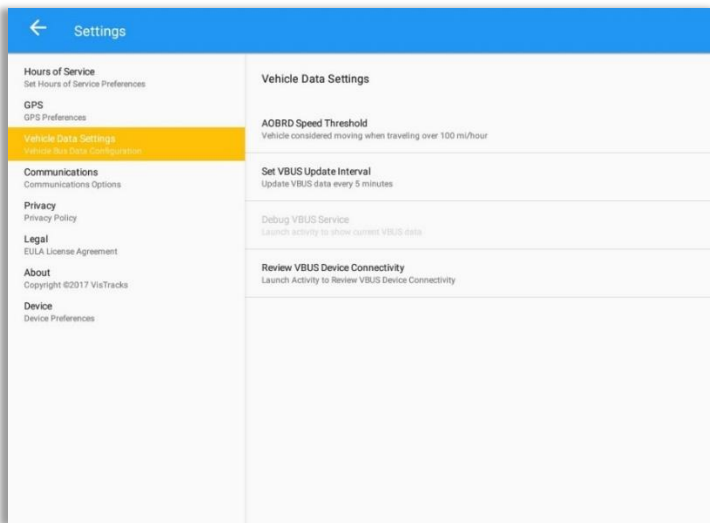 Settings
Hours of Service
Set Hours of Service Preferences
GPS
GPS Preferences
Vehicle Data Settings
Vehicle Bus Data Configuration
Communications
Communications Options
Privacy
Privacy Policy
Legal
EULA License Agreement
About
Copyright ©2017 VisTracks
Device
Device Preferences
Vehicle Data Settings
AOBRD Speed Threshold
Vehicle considered moving when traveling over 100 mi/hour
Set VBUS Update Interval
Update VBUS data every 5 minutes
Debug VBUS Service
Launch activity to show current VBUS data
Review VBUS Device Connectivity
Launch Activity to Review VBUS Device Connectivity